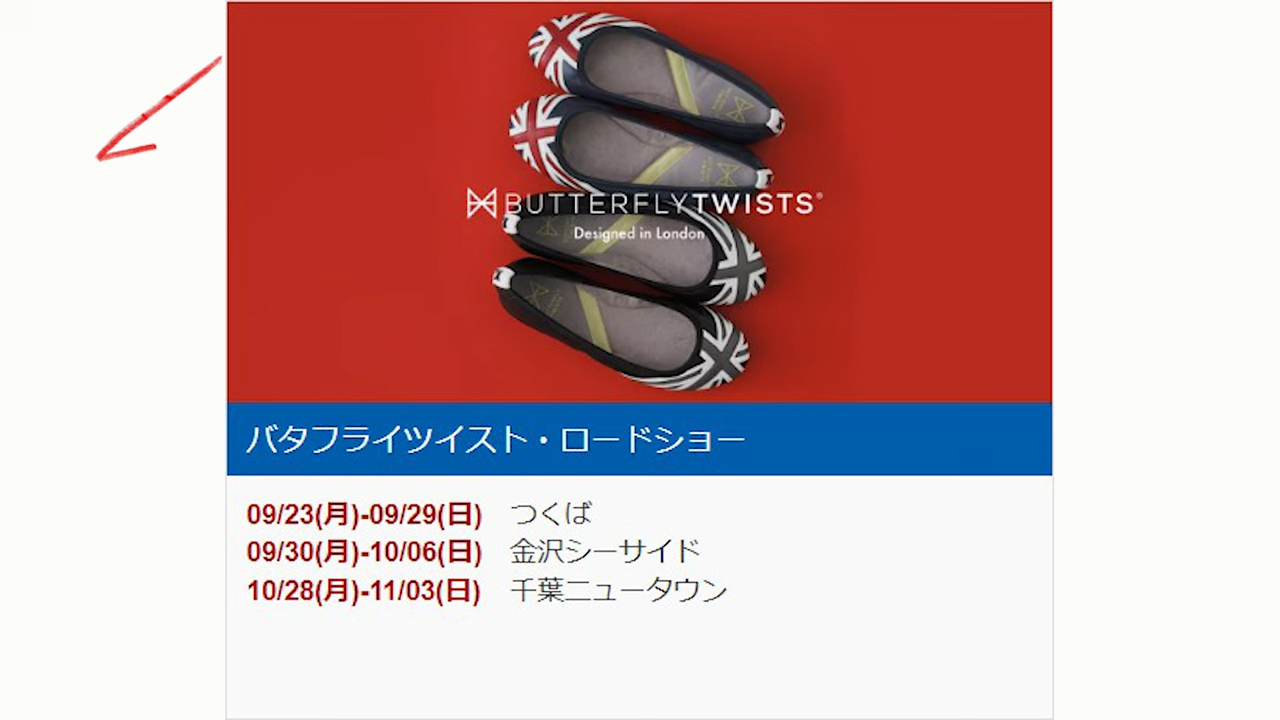 BUTTERFLYTWISTS®
Designed in London
バタフライツイスト・ロードショー
09/23(月)-09/29(日) つくば
09/30(月)-10/06(日) 金沢シーサイド
10/28(月)-11/03(日) 千葉ニュータウン